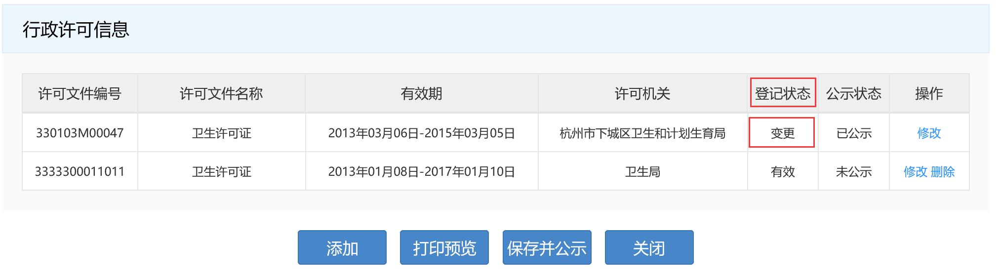 行政许可信息
许可文件编号 许可文件名称 有效期 许可机关 登记状态 公示状态 操作
330103M00047 卫生许可证 2013年03月06日-2015年03月05日 杭州市下城区卫生和计划生育局 变更 已公示 修改
3333300011011 卫生许可证 2013年01月08日-2017年01月10日 卫生局 有效 未公示 修改 删除
添加 打印预览 保存并公示 关闭